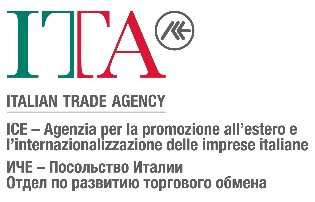 ITA
ITALIAN TRADE AGENCY
ICE – Agenzia per la promozione all’estero e
l’internazionalizzazione delle imprese italiane
ИЧЕ – Посольство Италии
Отдел по развитию торгового обмена